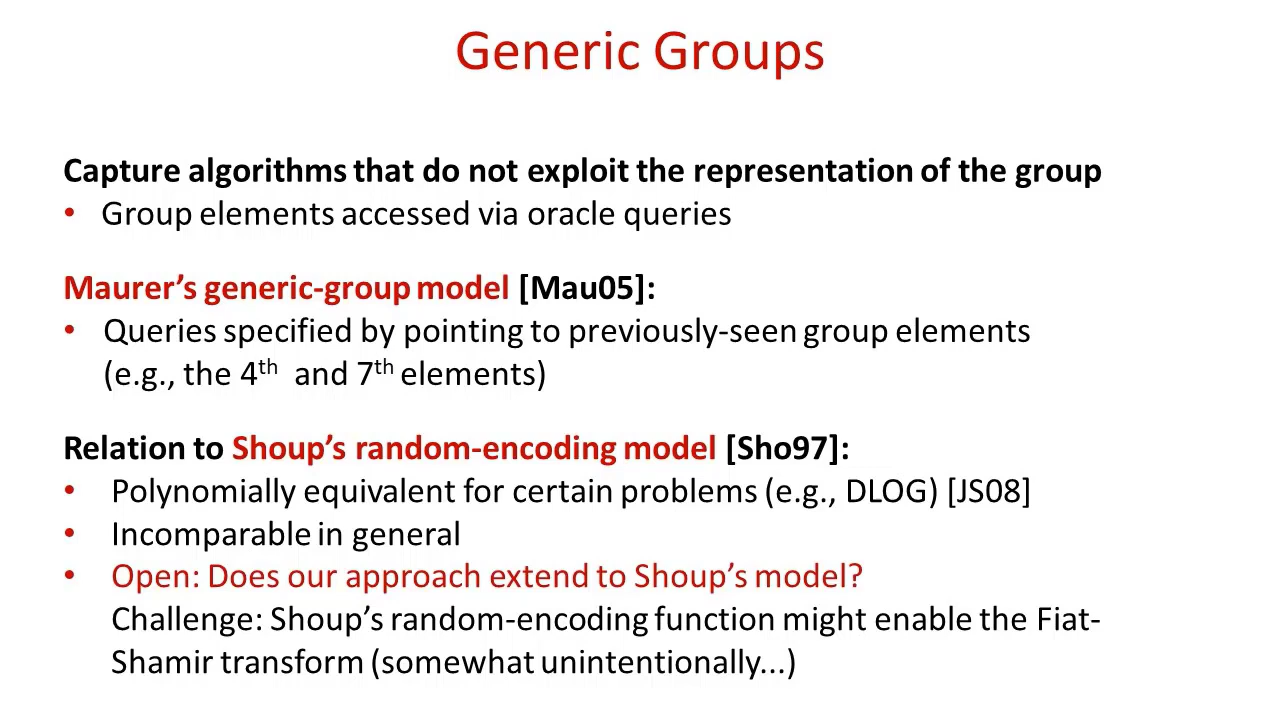 Generic Groups
Capture algorithms that do not exploit the representation of the group
• Group elements accessed via oracle queries
Maurer’s generic-group model [Mau05]:
• Queries specified by pointing to previously-seen group elements
(e.g., the 4th and 7th elements)
Relation to Shoup’s random-encoding model [Sho97]:
• Polynomially equivalent for certain problems (e.g., DLOG) [JS08]
• Incomparable in general
• Open: Does our approach extend to Shoup’s model?
Challenge: Shoup’s random-encoding function might enable the Fiat-
Shamir transform (somewhat unintentionally...)